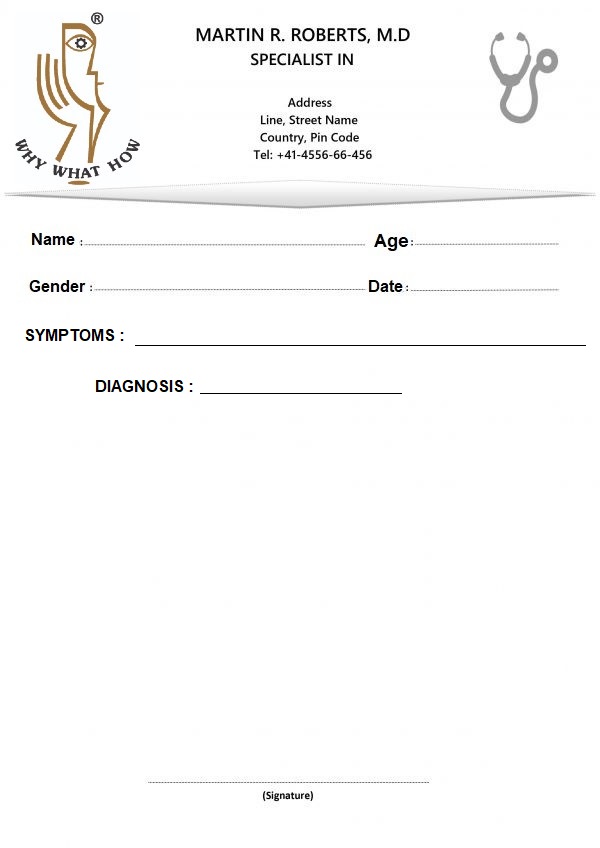 ®
WHY WHAT HOW
MARTIN R. ROBERTS, M.D
SPECIALIST IN
Address
Line, Street Name
Country, Pin Code
Tel: +41-4556-66-456
Name :
Age:
Gender :
Date:
SYMPTOMS :
DIAGNOSIS :
(Signature)